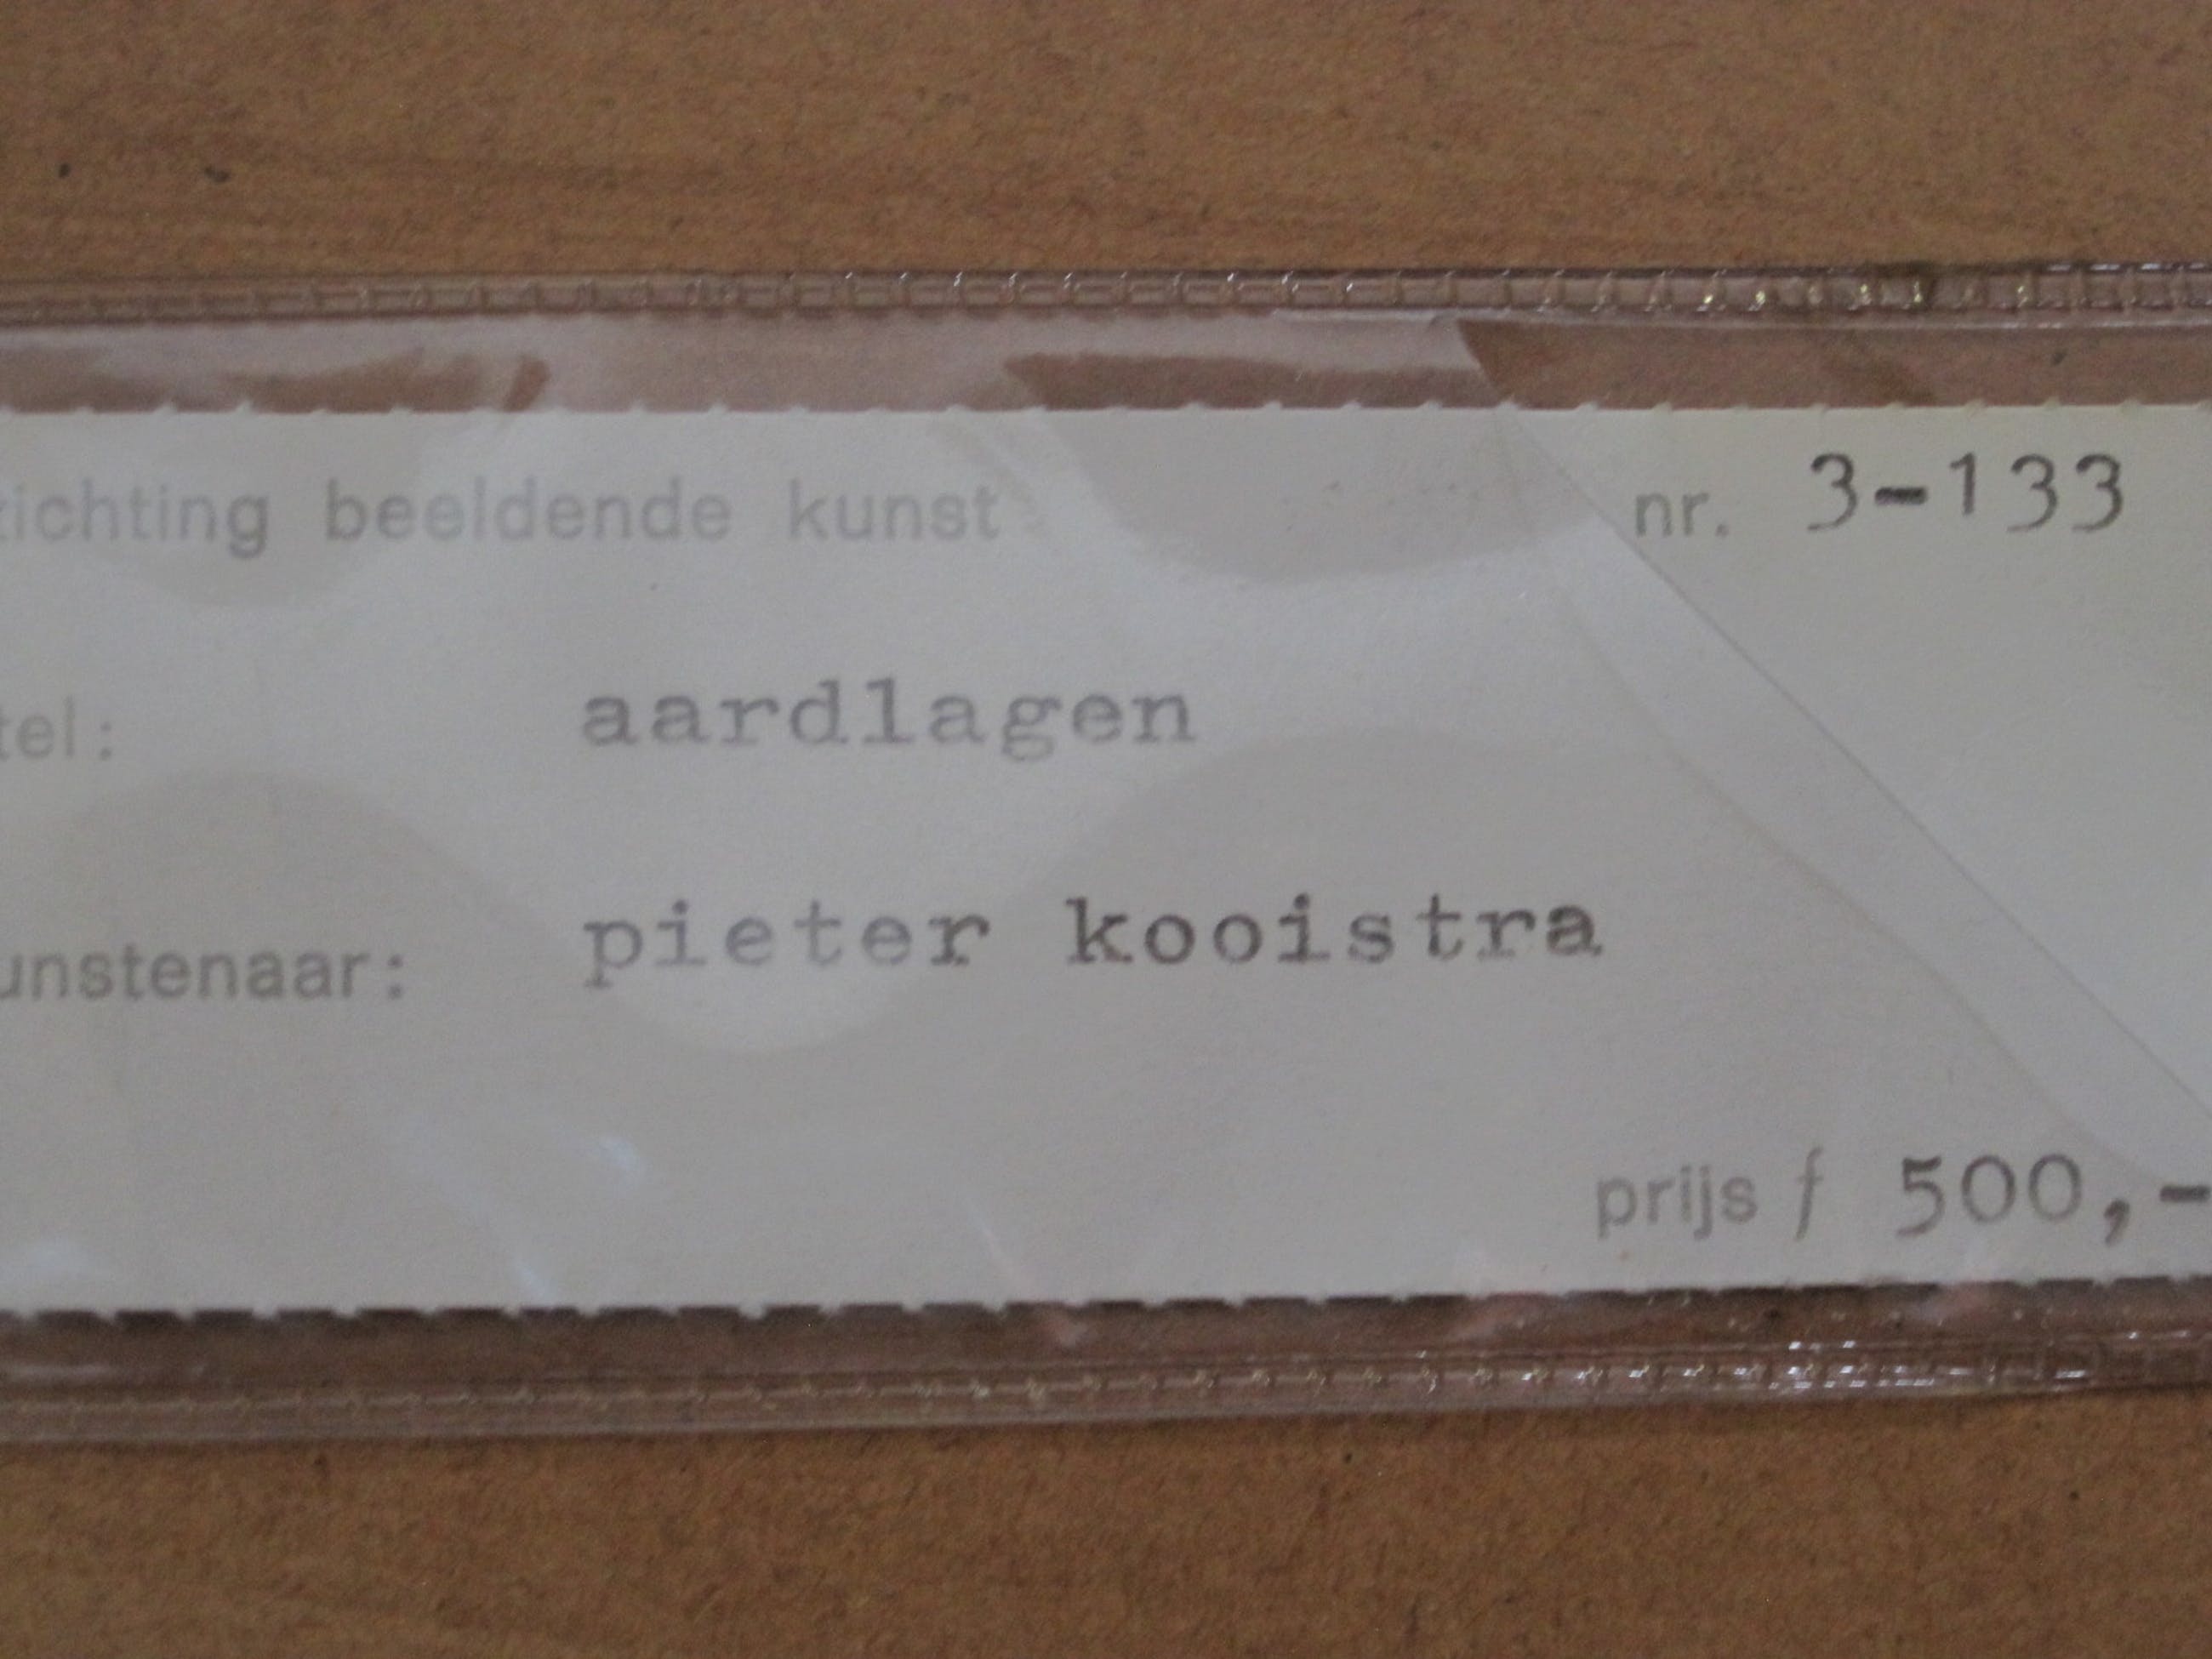 tichting beeldende kunst nr. 3-133
tel: aardlagen
unstenaar: pieter kooistra
prijs f 500,-